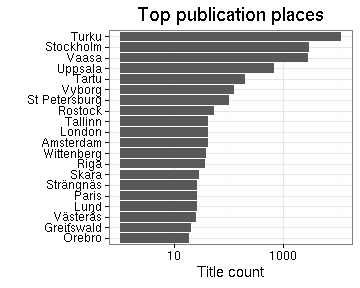 Top publication places
Turku
Stockholm
Vaasa
Uppsala
Tartu
Vyborg
St Petersburg
Rostock
Tallinn
London
Amsterdam
Wittenberg
Riga
Skara
Strängnäs
Paris
Lund
Västerås
Greifswald
Örebro
10
1000
Title count